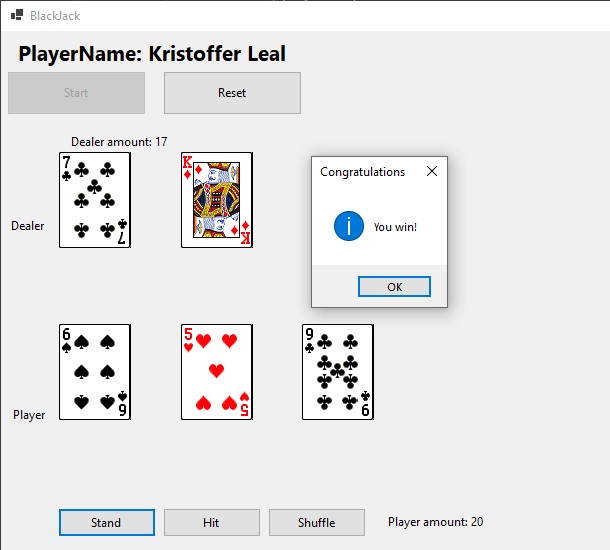 BlackJack
PlayerName: Kristoffer Leal
Start
Reset
Dealer amount: 17
7
7
K
K
Congratulations
You win!
OK
Dealer
6
6
5
5
9
9
Player
Stand
Hit
Shuffle
Player amount: 20